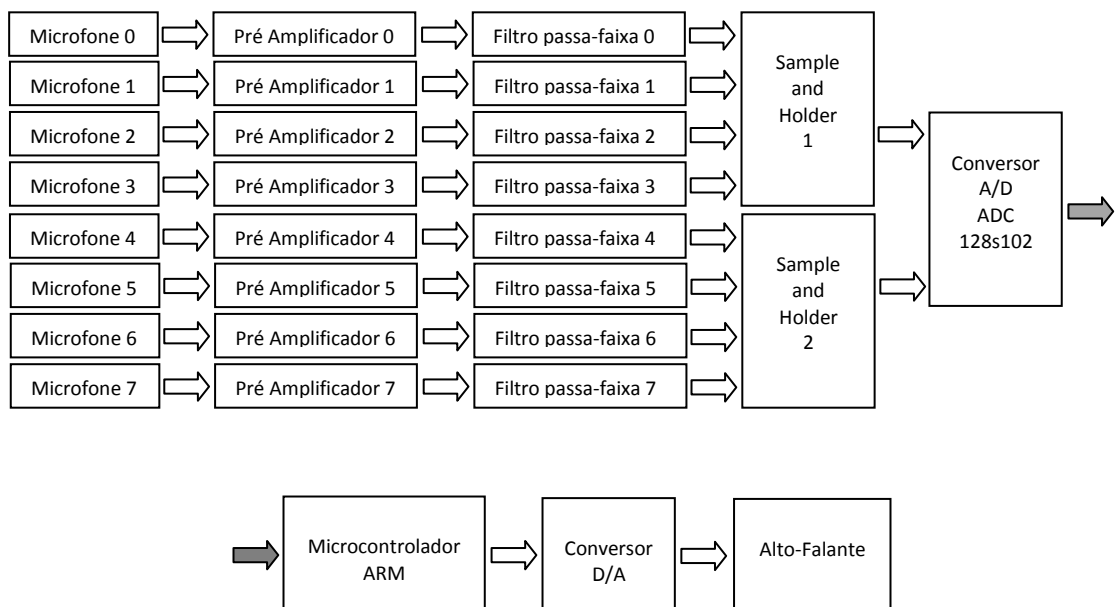 Microfone 0
Pré Amplificador 0
Filtro passa-faixa 0
Microfone 1
Pré Amplificador 1
Filtro passa-faixa 1
Microfone 2
Pré Amplificador 2
Filtro passa-faixa 2
Microfone 3
Pré Amplificador 3
Filtro passa-faixa 3
Sample
and
Holder
1
Microfone 4
Pré Amplificador 4
Filtro passa-faixa 4
Microfone 5
Pré Amplificador 5
Filtro passa-faixa 5
Microfone 6
Pré Amplificador 6
Filtro passa-faixa 6
Microfone 7
Pré Amplificador 7
Filtro passa-faixa 7
Sample
and
Holder
2
Conversor
A/D
ADC
128s102
Microcontrolador
ARM
Conversor
D/A
Alto-Falante